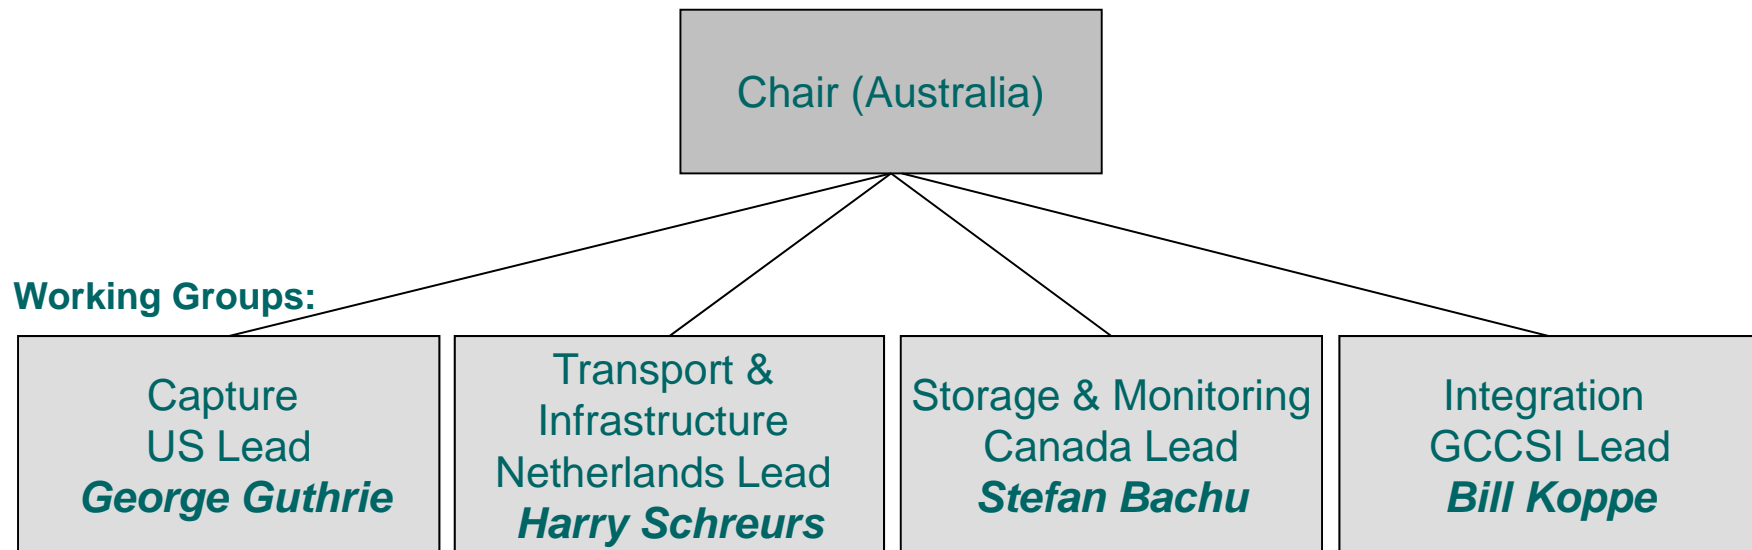 Chair (Australia)
Working Groups:
Capture
US Lead
George Guthrie
Transport &
Infrastructure
Netherlands Lead
Harry Schreurs
Storage & Monitoring
Canada Lead
Stefan Bachu
Integration
GCCSI Lead
Bill Koppe